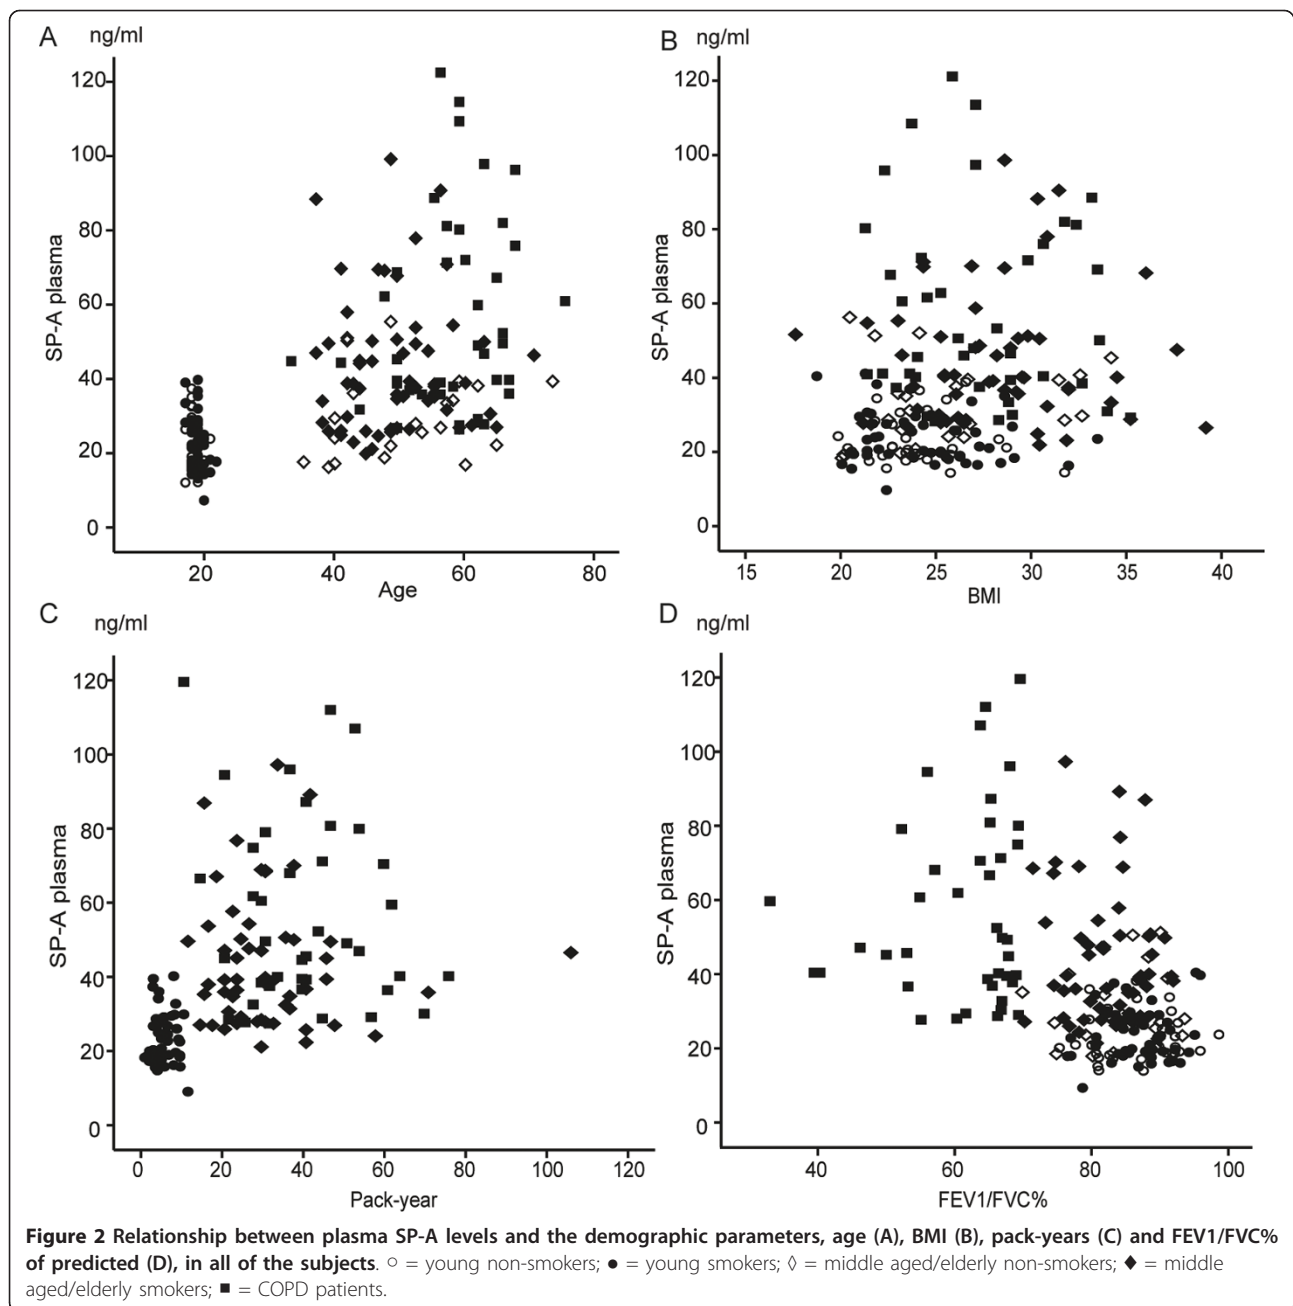 A ng/ml
120
100
80
60
40
20
0
SP-A plasma
20 40 60 80
Age
B ng/ml
120
100
80
60
40
20
0
SP-A plasma
15 20 25 30 35 40
BMI
C ng/ml
120
100
80
60
40
20
0
SP-A plasma
0 20 40 60 80 100 120
Pack-year
D ng/ml
120
100
80
60
40
20
0
SP-A plasma
40 60 80 100
FEV1/FVC%
Figure 2 Relationship between plasma SP-A levels and the demographic parameters, age (A), BMI (B), pack-years (C) and FEV1/FVC%
of predicted (D), in all of the subjects. ○ = young non-smokers; ● = young smokers; ◊ = middle aged/elderly non-smokers; ♦ = middle
aged/elderly smokers; ■ = COPD patients.